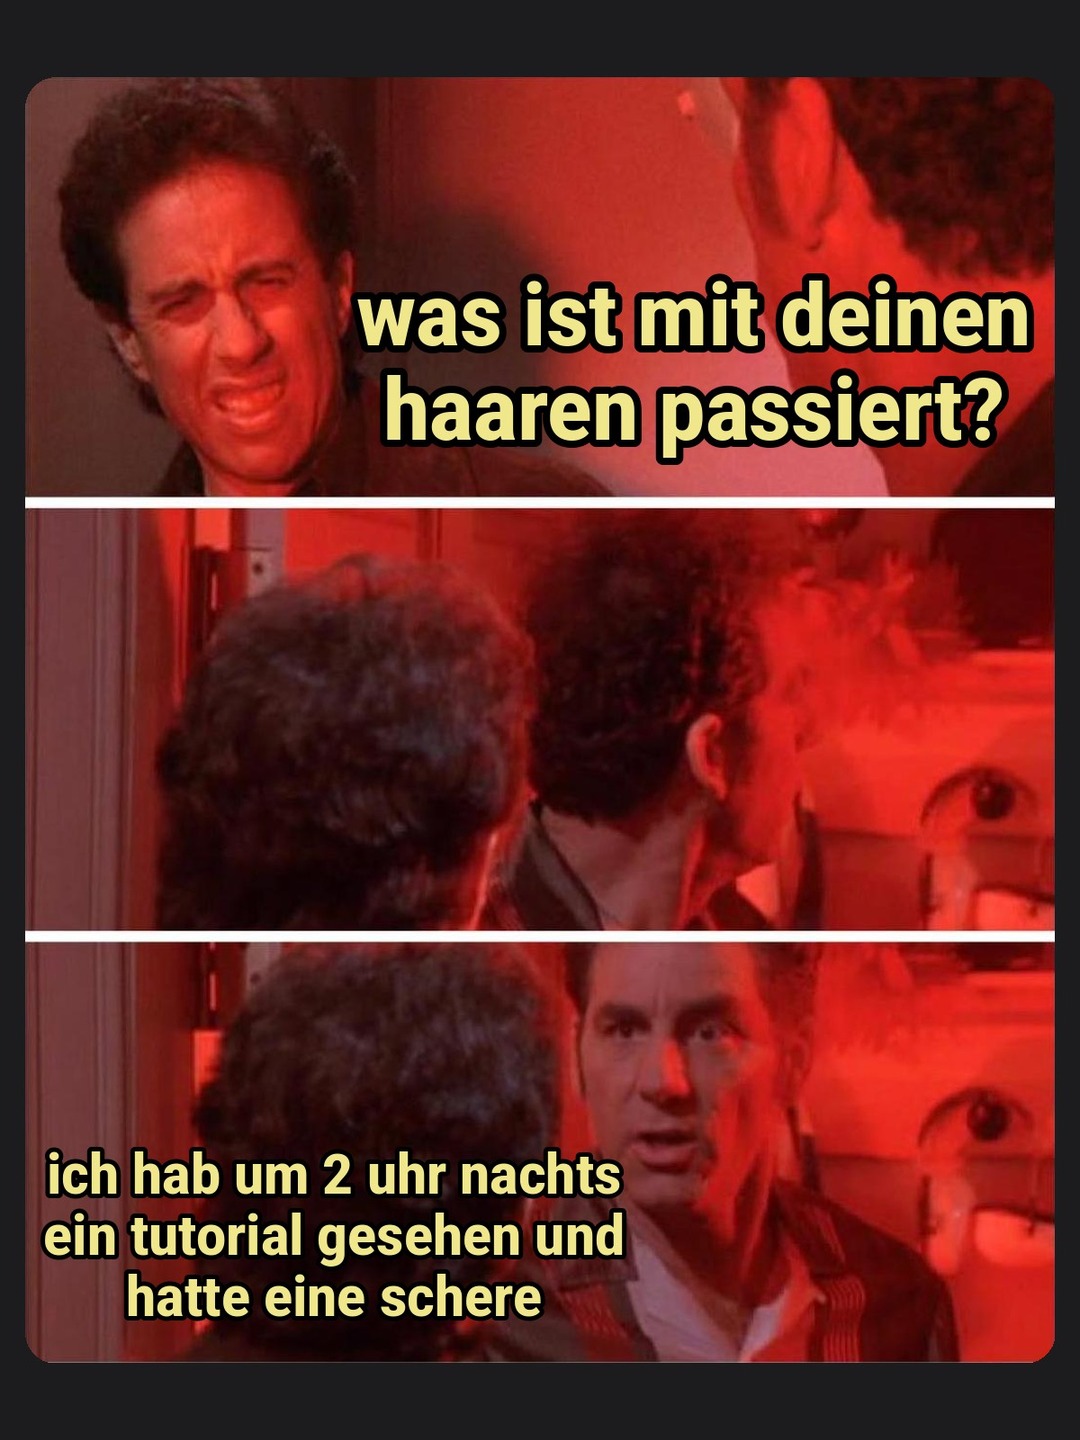 was ist mit deinen
haaren passiert?
ich hab um 2 uhr nachts
ein tutorial gesehen und
hatte eine schere